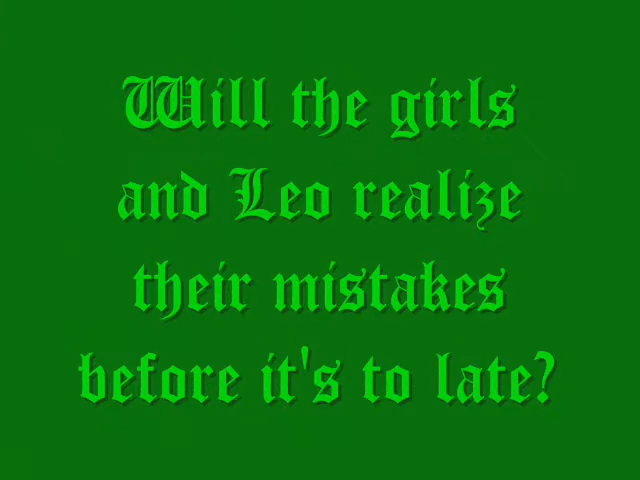 Will the girls
and Leo realize
their mistakes
before it's to late?